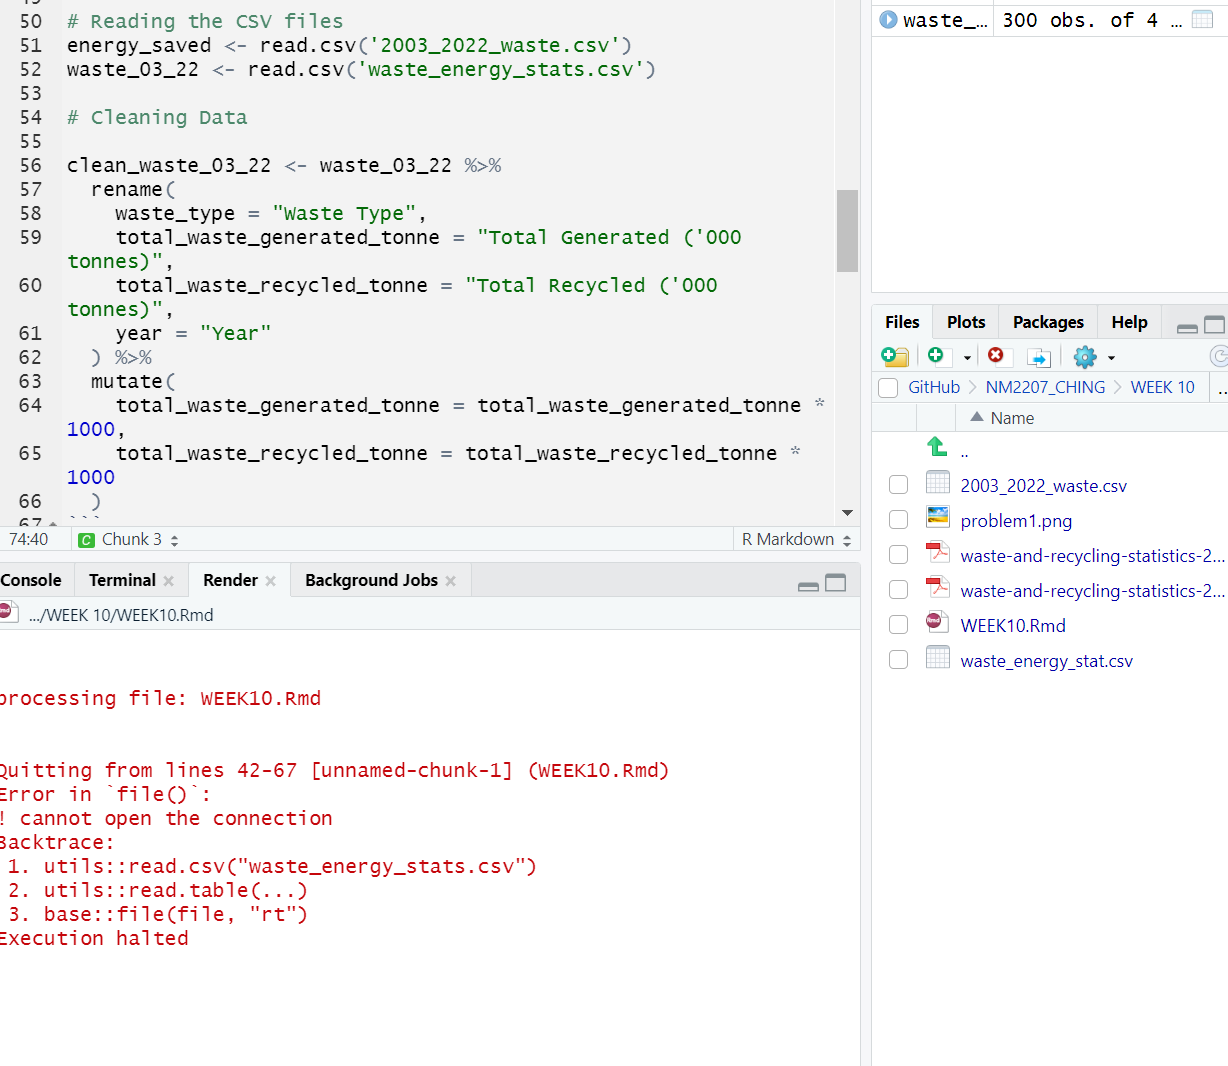 50 # Reading the CSV files
51 energy_saved <- read.csv('2003_2022_waste.csv')
52 waste_03_22 <- read.csv('waste_energy_stats.csv')
53
54 # Cleaning Data
55
56 clean_waste_03_22 <- waste_03_22 %>%
57 rename(
58 waste_type = "Waste Type",
59 total_waste_generated_tonne = "Total Generated ('000
tonnes)",
60 total_waste_recycled_tonne = "Total Recycled ('000
tonnes)",
61 year = "Year"
62 ) %>%
63 mutate(
64 total_waste_generated_tonne = total_waste_generated_tonne *
1000,
65 total_waste_recycled_tonne = total_waste_recycled_tonne *
1000
66 )
67 ```
74:40 C Chunk 3 R Markdown
Console Terminal Render Background Jobs
.../WEEK 10/WEEK10.Rmd
processing file: WEEK10.Rmd
Quitting from lines 42-67 [unnamed-chunk-1] (WEEK10.Rmd)
Error in `file()`:
! cannot open the connection
Backtrace:
1. utils::read.csv("waste_energy_stats.csv")
2. utils::read.table(...)
3. base::file(file, "rt")
Execution halted
waste_… 300 obs. of 4 …
Files Plots Packages Help
GitHub > NM2207_CHING > WEEK 10 ...
Name
..
2003_2022_waste.csv
problem1.png
waste-and-recycling-statistics-2...
waste-and-recycling-statistics-2...
WEEK10.Rmd
waste_energy_stat.csv